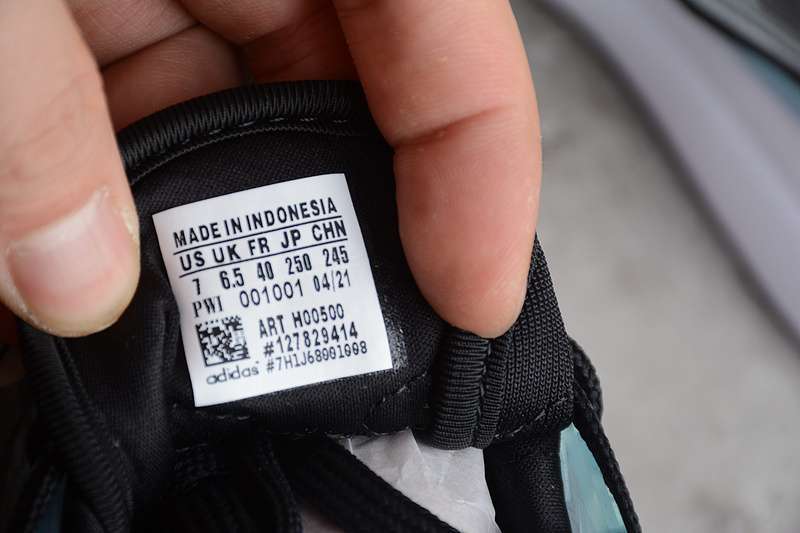 MADE IN INDONESIA
US UK FR JP CHN
7 6.5 40 250 245
PWI 001001 04/21
ART H00500
#127829414
#7H1J68001008
adidas